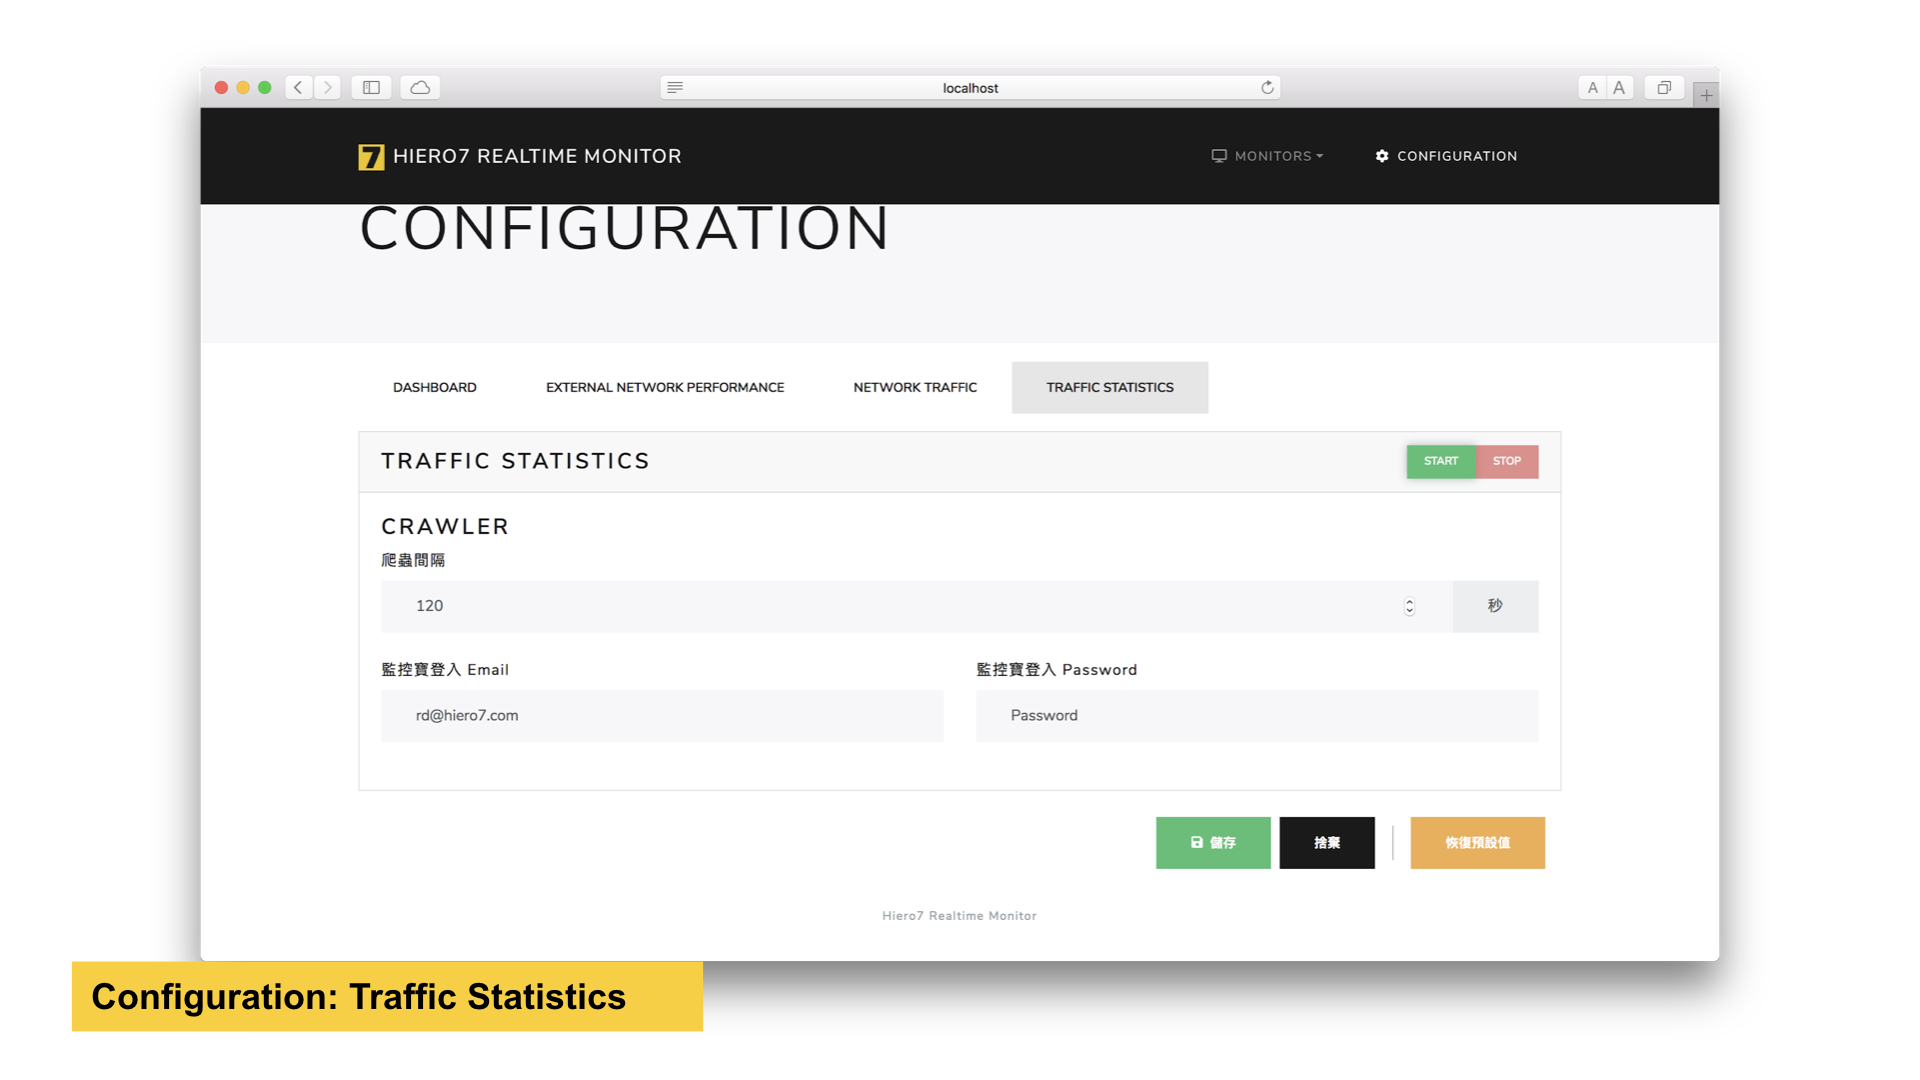 localhost
A A
7 HIERO7 REALTIME MONITOR
MONITORS
CONFIGURATION
CONFIGURATION
DASHBOARD
EXTERNAL NETWORK PERFORMANCE
NETWORK TRAFFIC
TRAFFIC STATISTICS
TRAFFIC STATISTICS
START
STOP
CRAWLER
爬蟲間隔
120
秒
監控寶登入 Email
監控寶登入 Password
rd@hiero7.com
Password
儲存
捨棄
恢復預設值
Hiero7 Realtime Monitor
Configuration: Traffic Statistics